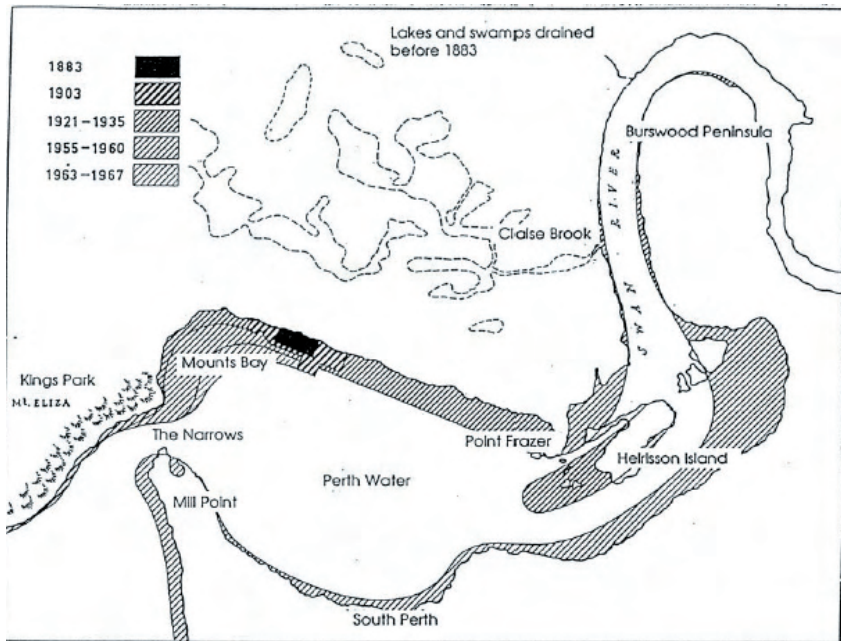 Lakes and swamps drained
before 1883
1883
1903
1921–1935
1955–1960
1963–1967
Burswood Peninsula
SWAN RIVER
Claise Brook
Mounts Bay
Kings Park
Mt. ELIZA
The Narrows
Mill Point
Perth Water
Point Frazer
Heirisson Island
South Perth